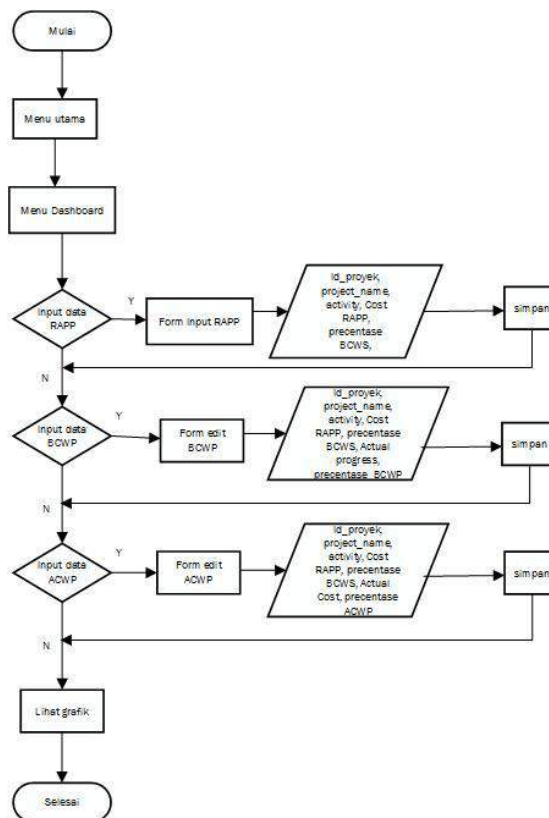 Mulai
Menu utama
Menu Dashboard
Input data
RAPP
Y
Form Input RAPP
Id_proyek,
project_name,
activity, Cost
RAPP,
precentase
BCWS,
simpan
N
Input data
BCWP
Y
Form edit
BCWP
Id_proyek,
project_name,
activity, Cost
RAPP, precentase
BCWS, Actual
progress,
precentase_BCWP
simpan
N
Input data
ACWP
Y
Form edit
ACWP
Id_proyek,
project_name,
activity, Cost
RAPP, precentase
BCWS, Actual
Cost, precentase
ACWP
simpan
N
Lihat grafik
Selesai